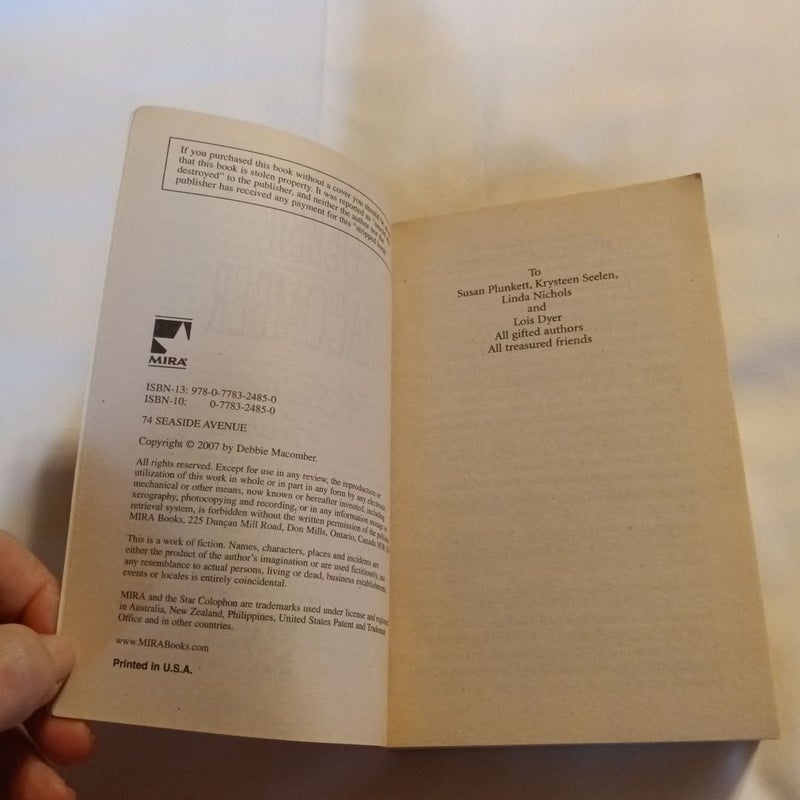 If you purchased this book without a cover you should be
that this book is stolen property. It was reported as
destroyed" to the publisher, and neither the author nor the
publisher has received any payment for this "stripped book."
MIRA®
ISBN-13: 978-0-7783-2485-0
ISBN-10: 0-7783-2485-0
74 SEASIDE AVENUE
Copyright © 2007 by Debbie Macomber.
All rights reserved. Except for use in any review, the reproduction or
utilization of this work in whole or in part in any form by any electronic,
mechanical or other means, now known or hereafter invented, including
xerography, photocopying and recording, or in any information storage or
retrieval system, is forbidden without the written permission of the publisher,
MIRA Books, 225 Duncan Mill Road, Don Mills, Ontario, Canada
This is a work of fiction. Names, characters, places and incidents are
either the product of the author's imagination or are used fictitiously, and
any resemblance to actual persons, living or dead, business establishments,
events or locales is entirely coincidental.
MIRA and the Star Colophon are trademarks used under license and registered
in Australia, New Zealand, Philippines, United States Patent and Trademark
Office and in other countries.
www.MIRABooks.com
Printed in U.S.A.
To
Susan Plunkett, Krysteen Seelen,
Linda Nichols
and
Lois Dyer
All gifted authors
All treasured friends